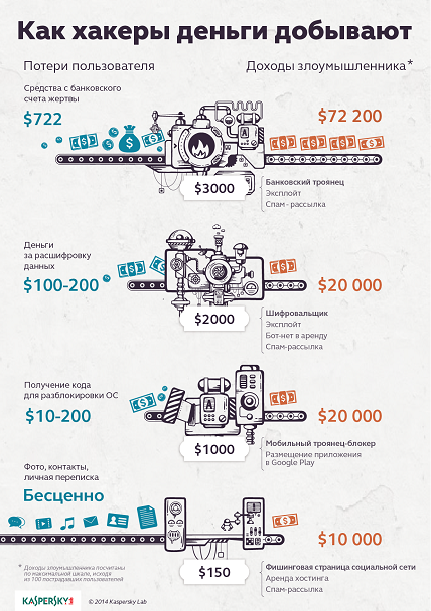 Как хакеры деньги добывают
Потери пользователя
Доходы злоумышленника*
Средства с банковского
счета жертвы
$722
$72 200
$3000
Банковский троянец
Эксплойт
Спам - рассылка
Деньги
за расшифровку
данных
$100-200
$20 000
$2000
Шифровальщик
Эксплойт
Бот-нет в аренду
Спам-рассылка
Получение кода
для разблокировки ОС
$10-200
$20 000
$1000
Мобильный троянец-блокер
Размещение приложения
в Google Play
Фото, контакты,
личная переписка
Бесценно
$10 000
$150
Фишинговая страница социальной сети
Аренда хостинга
Спам-рассылка
* Доходы злоумышленника посчитаны
по максимальной шкале, исходя
из 100 пострадавших пользователей
KASPERSKY LAB
© 2014 Kaspersky Lab